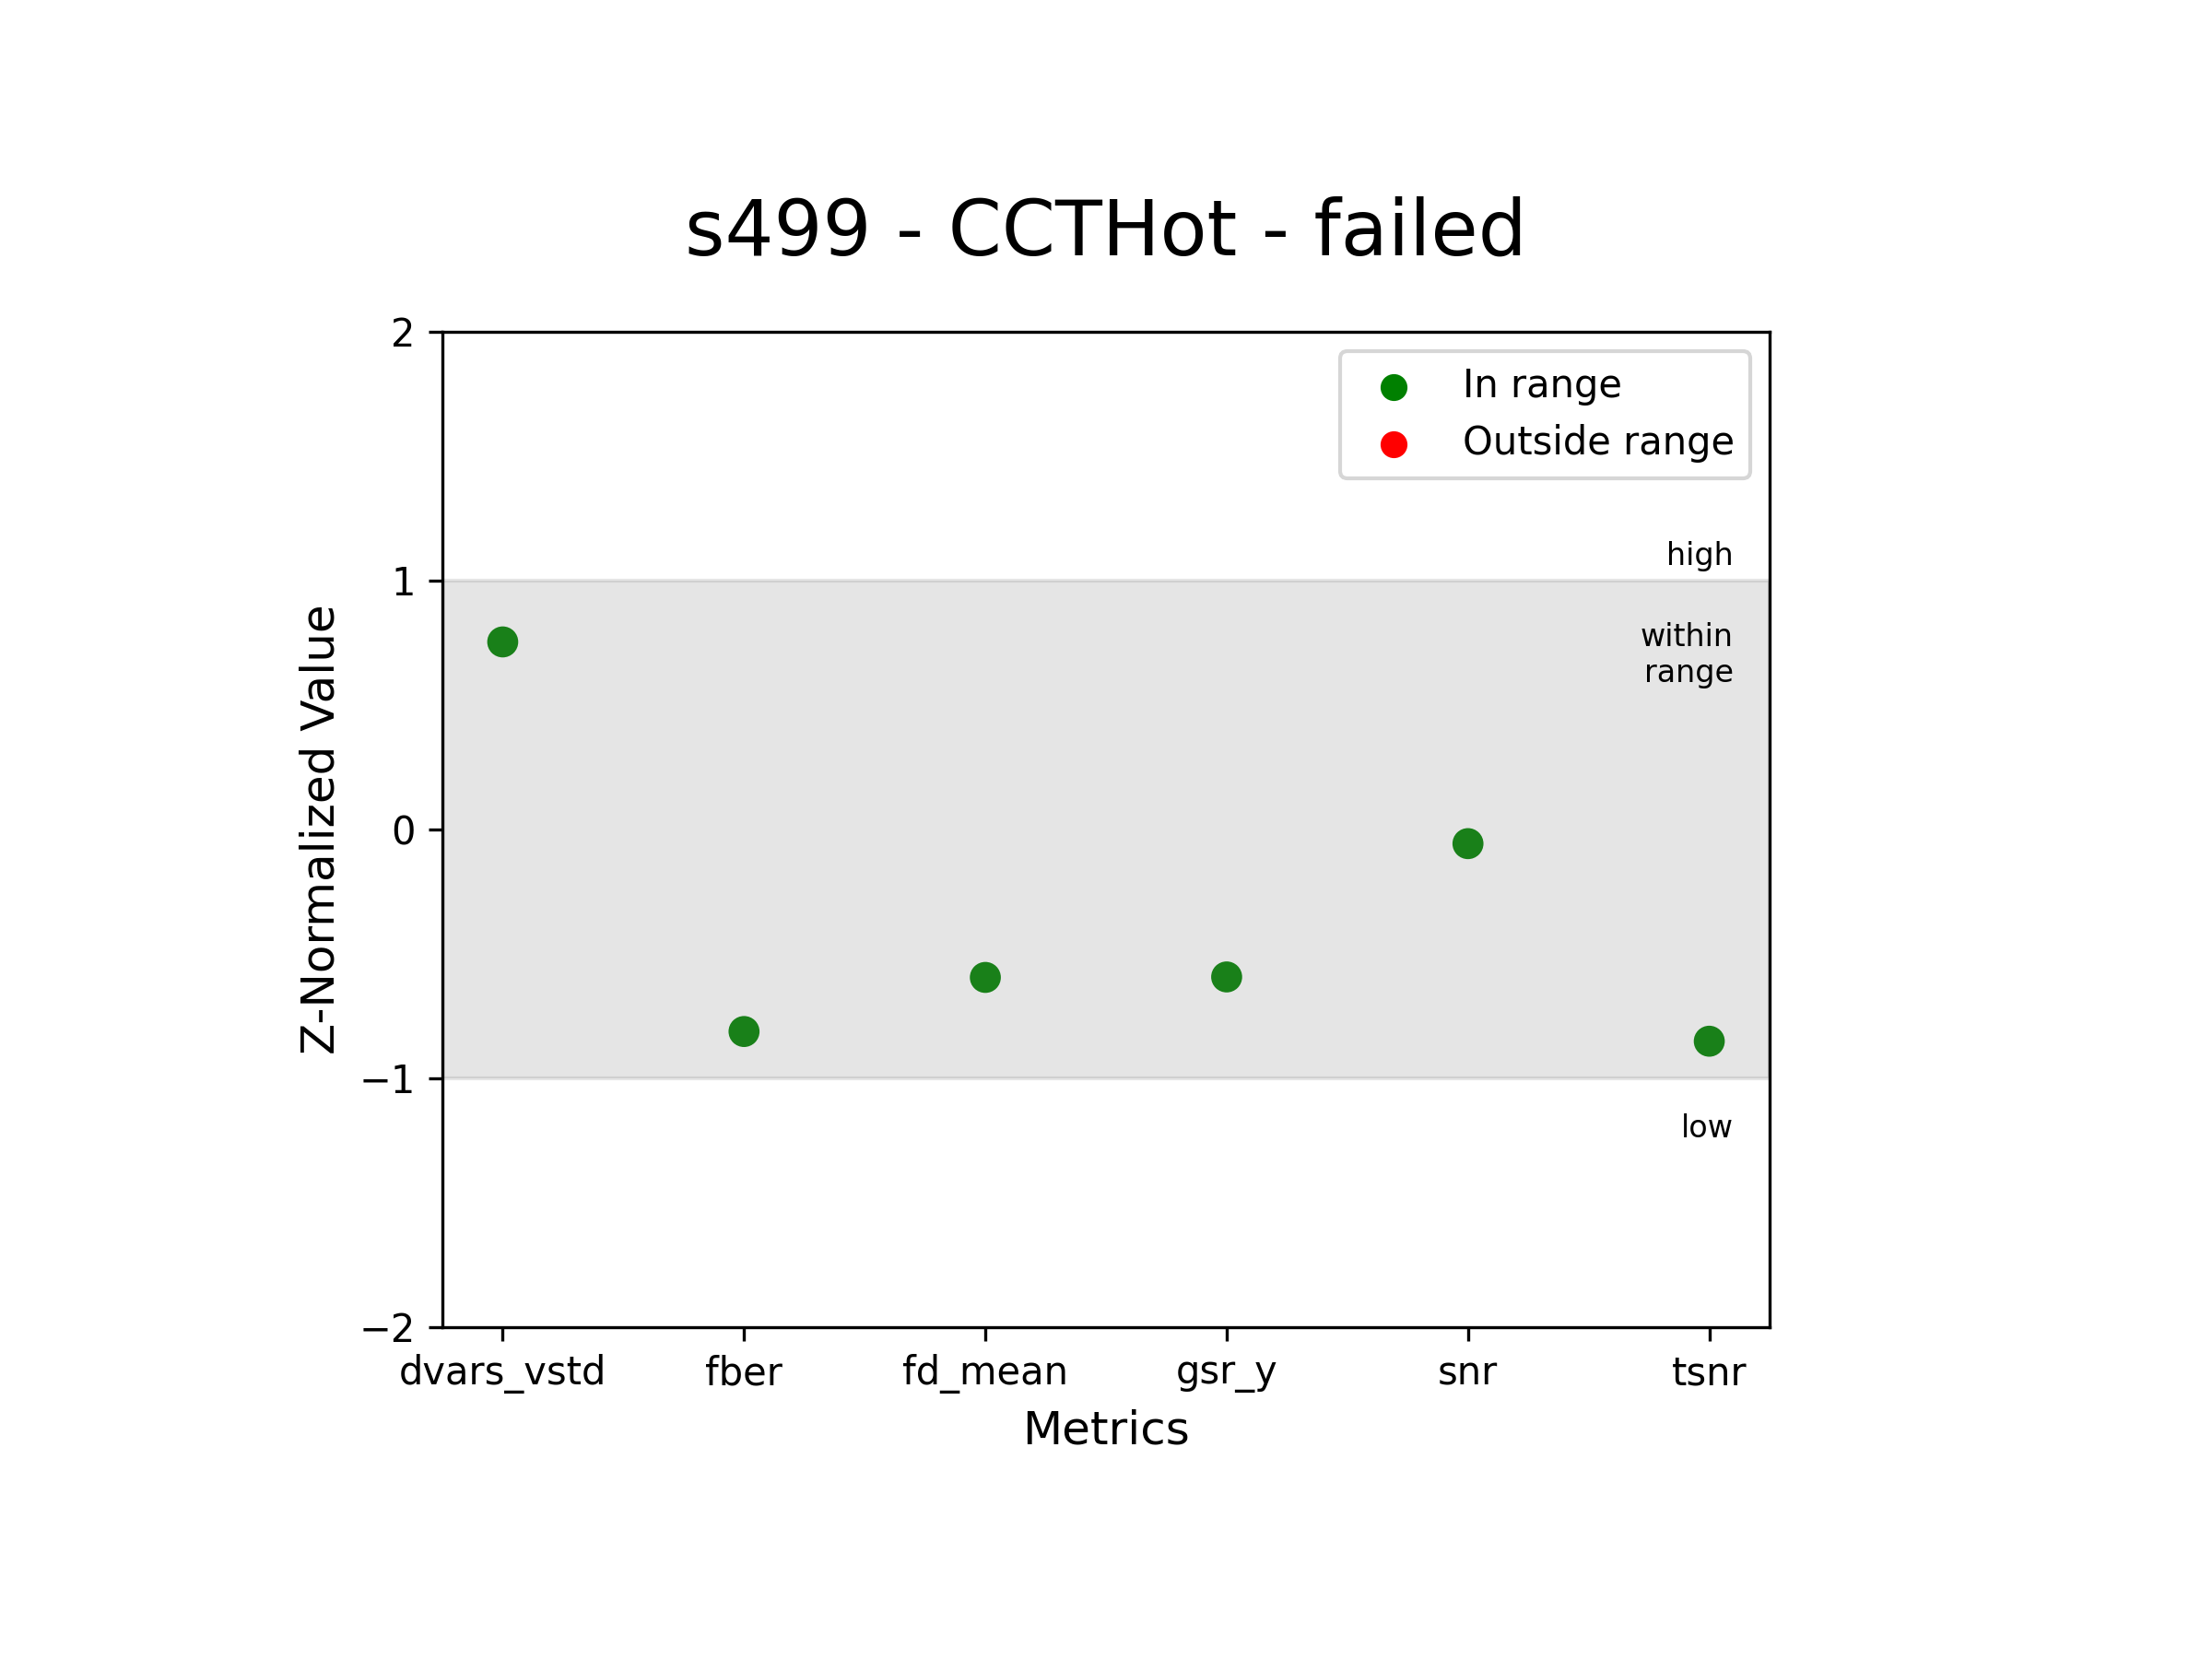 s499 - CCTHot - failed
2
In range
Outside range
high
1
within
range
Z-Normalized Value
0
−1
low
−2
dvars_vstd fber fd_mean gsr_y snr tsnr
Metrics